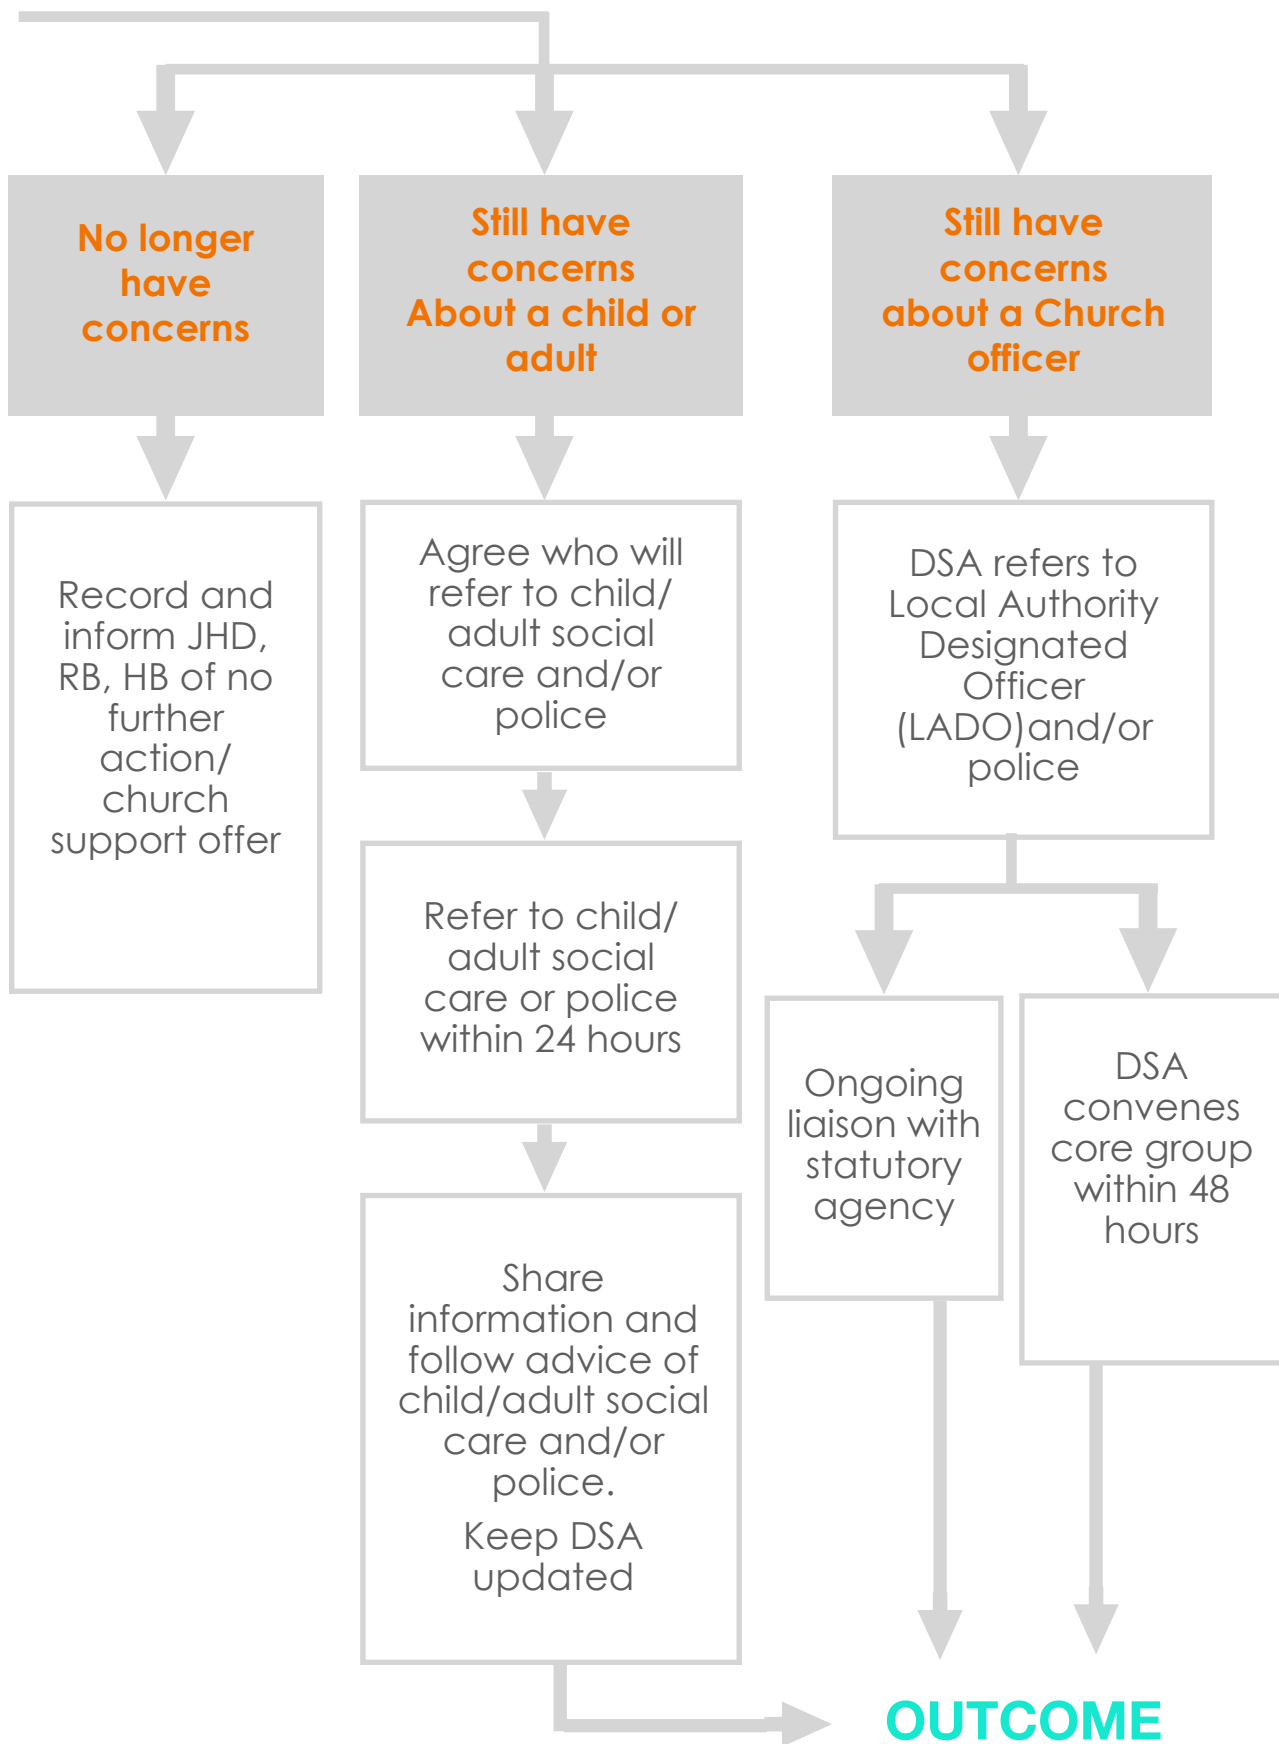 No longer
have
concerns
Still have
concerns
About a child or
adult
Still have
concerns
about a Church
officer
Record and
inform JHD,
RB, HB of no
further
action/
church
support offer
Agree who will
refer to child/
adult social
care and/or
police
DSA refers to
Local Authority
Designated
Officer
(LADO)and/or
police
Refer to child/
adult social
care or police
within 24 hours
Ongoing
liaison with
statutory
agency
DSA
convenes
core group
within 48
hours
Share
information and
follow advice of
child/adult social
care and/or
police.
Keep DSA
updated
OUTCOME